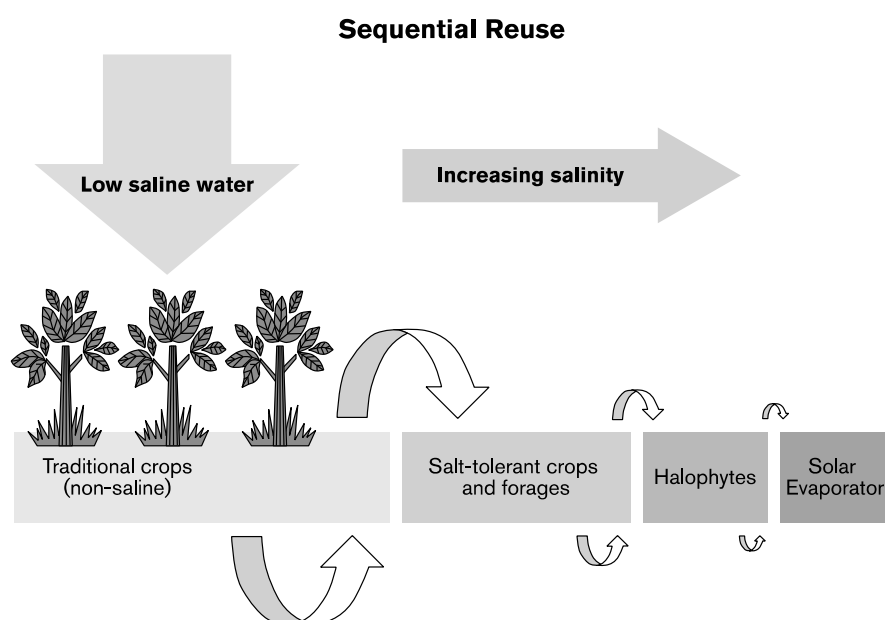 Sequential Reuse
Low saline water
Increasing salinity
Traditional crops
(non-saline)
Salt-tolerant crops
and forages
Halophytes
Solar
Evaporator